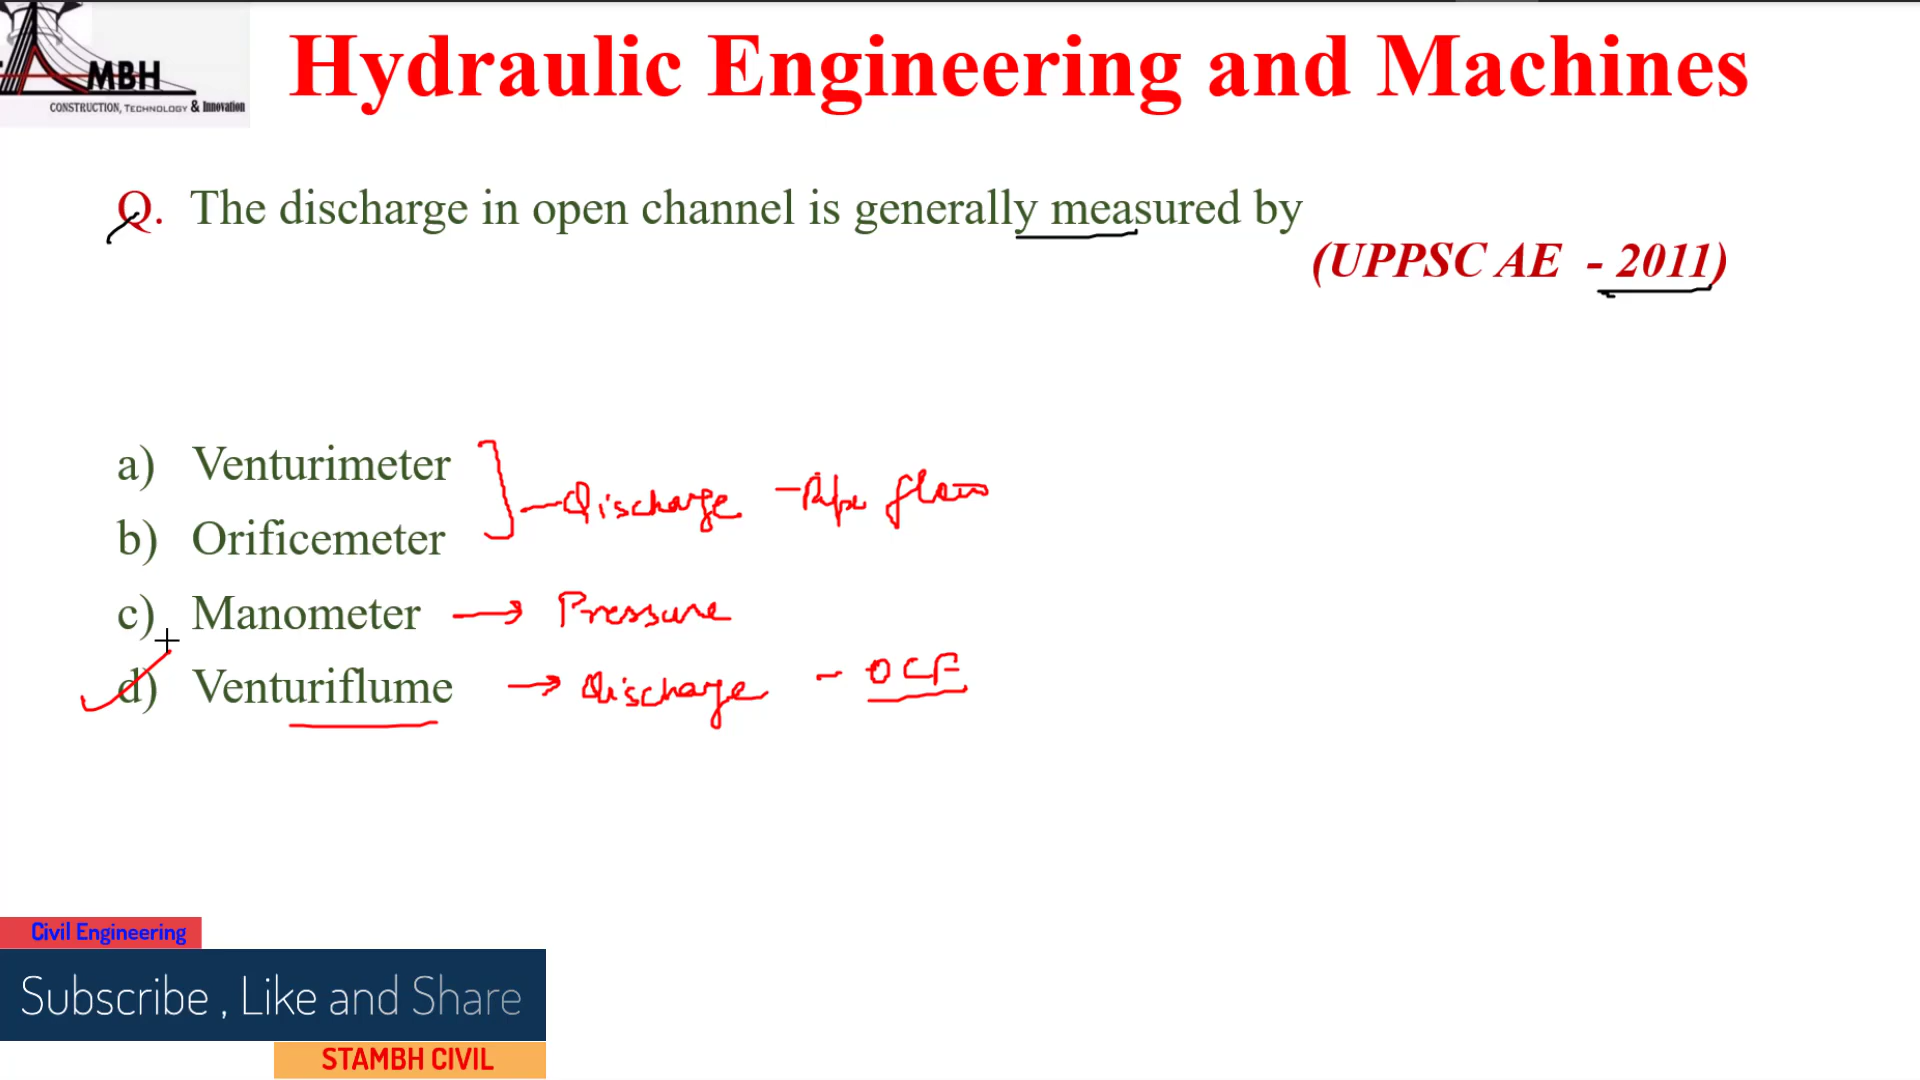 MBH
CONSTRUCTION, TECHNOLOGY & Innovation
Hydraulic Engineering and Machines
Q. The discharge in open channel is generally measured by
(UPPSC AE - 2011)
a) Venturimeter
b) Orificemeter
- Discharge - Pipe flow
c) Manometer → Pressure
d) Venturiflume → Discharge - OCF
Civil Engineering
Subscribe , Like and Share
STAMBH CIVIL